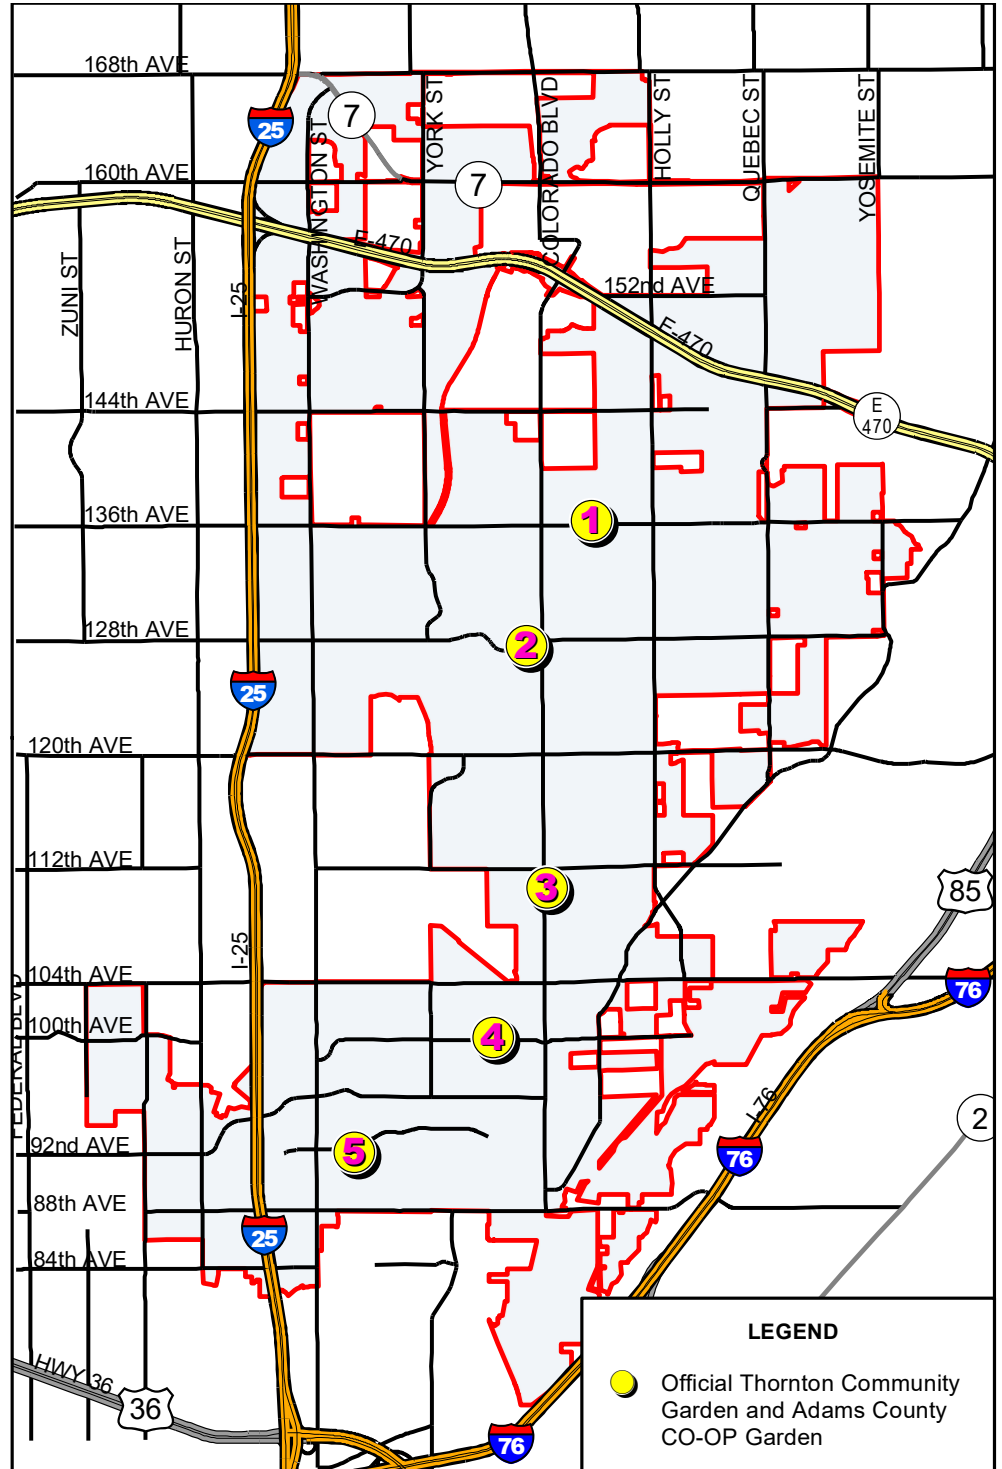 168th AVE
25
7
WASHINGTON ST
YORK ST
COLORADO BLVD
HOLLY ST
QUEBEC ST
YOSEMITE ST
160th AVE
7
ZUNI ST
HURON ST
I-25
E-470
152nd AVE
E-470
144th AVE
E
470
136th AVE
1
128th AVE
2
25
120th AVE
112th AVE
3
85
I-25
104th AVE
76
FEDERAL BLVD
100th AVE
4
I-76
2
92nd AVE
5
76
88th AVE
25
84th AVE
HWY 36
36
76
LEGEND
Official Thornton Community
Garden and Adams County
CO-OP Garden